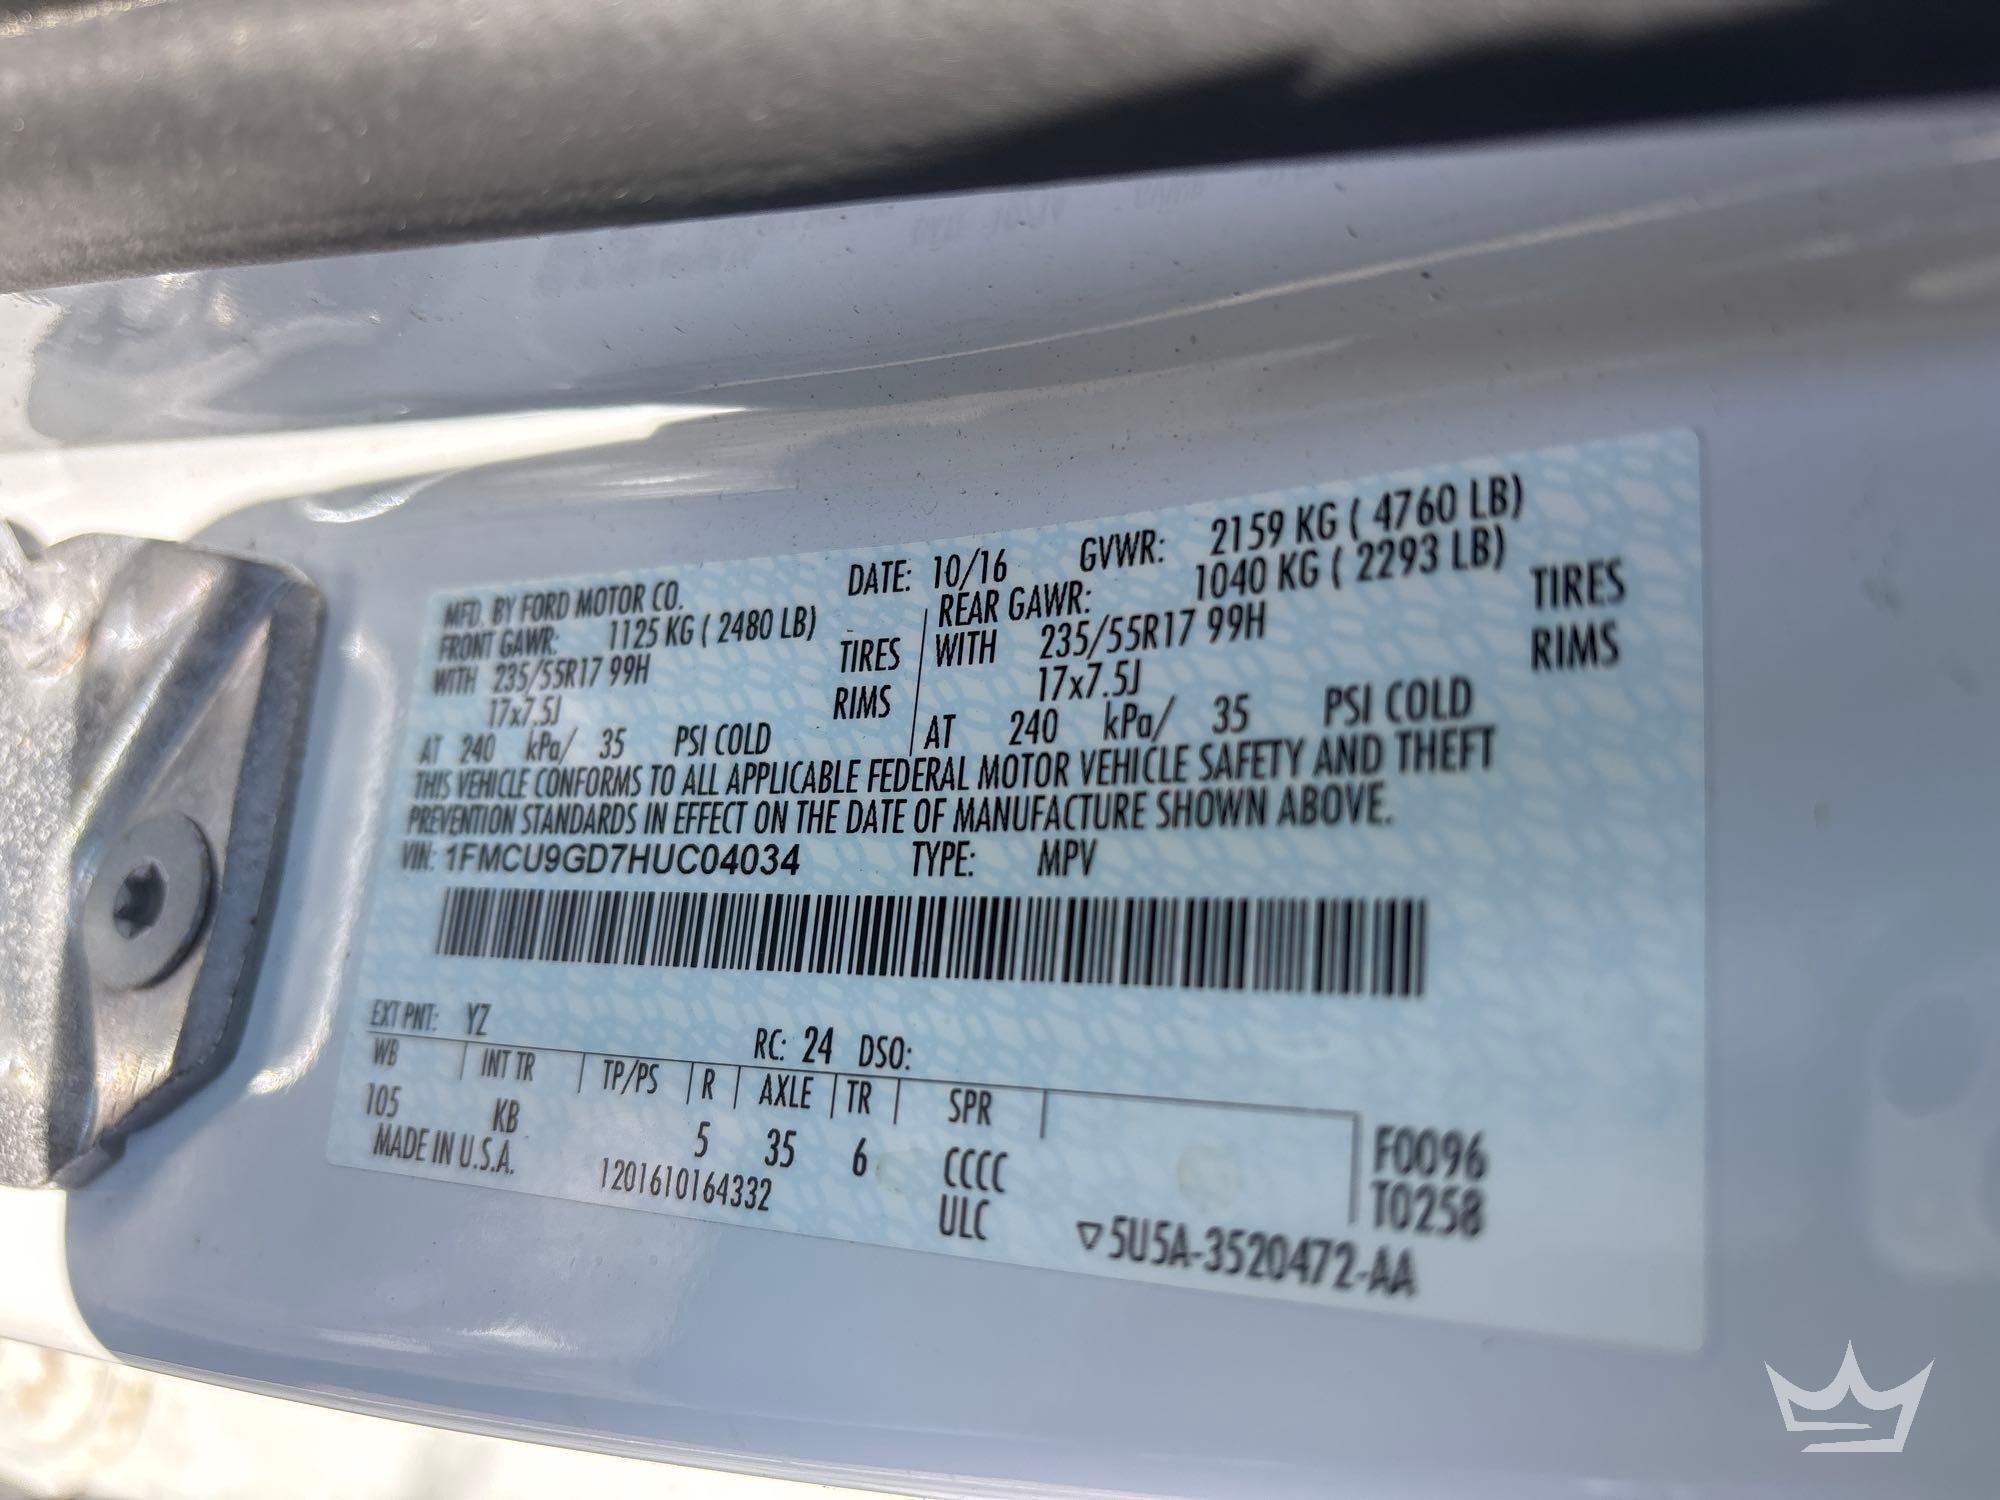 MFD. BY FORD MOTOR CO. DATE: 10/16 GVWR: 2159 KG ( 4760 LB)
FRONT GAWR: 1125 KG ( 2480 LB) REAR GAWR: 1040 KG ( 2293 LB)
WITH 235/55R17 99H TIRES WITH 235/55R17 99H TIRES
17x7.5J RIMS 17x7.5J RIMS
AT 240 kPa/ 35 PSI COLD AT 240 kPa/ 35 PSI COLD
THIS VEHICLE CONFORMS TO ALL APPLICABLE FEDERAL MOTOR VEHICLE SAFETY AND THEFT
PREVENTION STANDARDS IN EFFECT ON THE DATE OF MANUFACTURE SHOWN ABOVE.
VIN: 1FMCU9GD7HUC04034 TYPE: MPV
EXT PNT: YZ RC: 24 DSO:
WB INT TR TP/PS R AXLE TR SPR
105 KB 5 35 6 CCCC F0096
MADE IN U.S.A. 1201610164332 ULC T0258
▽5U5A-3520472-AA